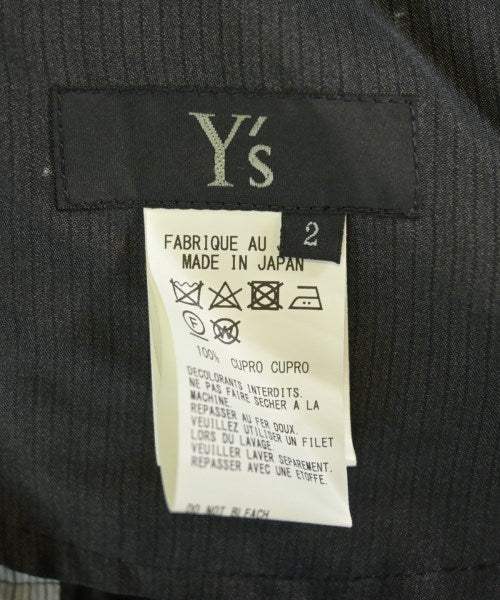 Y's
2
FABRIQUE AU
MADE IN JAPAN
F W
100% CUPRO CUPRO
DECOLORANTS INTERDITS.
NE PAS FAIRE SECHER A LA
MACHINE.
REPASSER AU FER DOUX.
VEUILLEZ UTILISER UN FILET
LORS DU LAVAGE.
VEUILLER LAVER SEPAREMENT.
REPASSER AVEC UNE ETOFFE.
DO NOT BLEACH